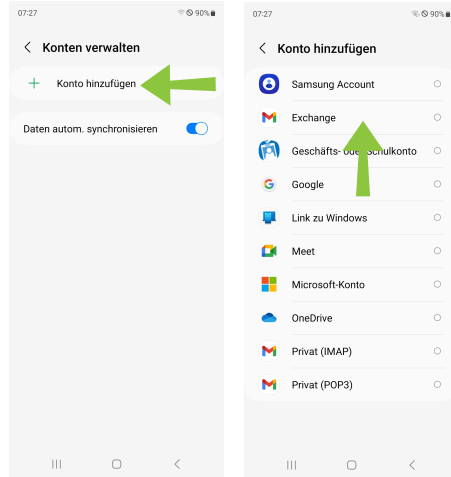 07:27
90%
Konten verwalten
Konto hinzufügen
Daten autom. synchronisieren
07:27
90%
Konto hinzufügen
Samsung Account
Exchange
Geschäfts- oder Schulkonto
Google
Link zu Windows
Meet
Microsoft-Konto
OneDrive
Privat (IMAP)
Privat (POP3)